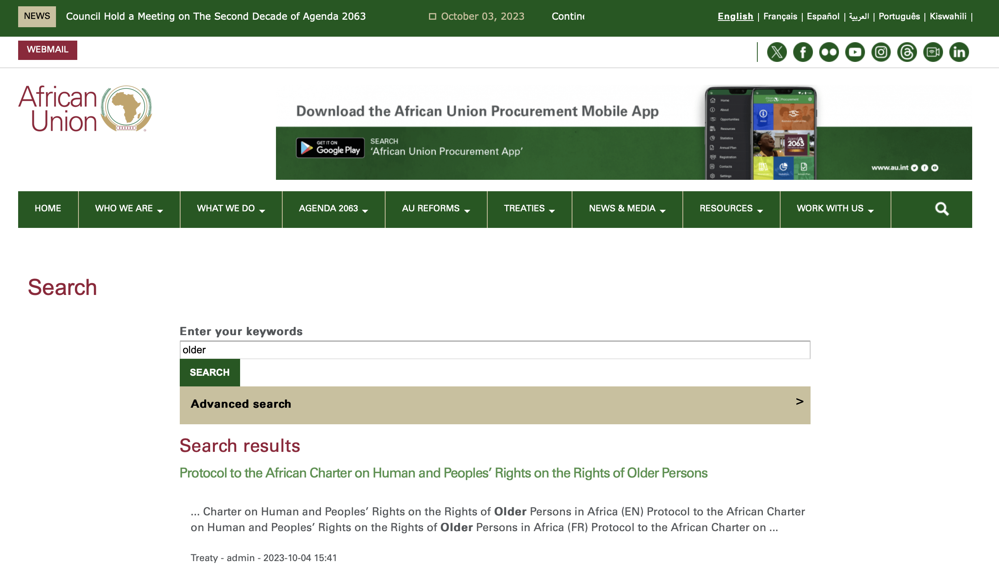 NEWS
Council Hold a Meeting on The Second Decade of Agenda 2063
October 03, 2023
English | Français | Español | العربية | Português | Kiswahili |
WEBMAIL
African
Union
Download the African Union Procurement Mobile App
GET IT ON
Google Play
SEARCH
'African Union Procurement App'
Home
About
Opportunities
Resources
Statistics
Annual Plan
Registration
Contacts
Settings
African Union Procurement
About
Business Opportunities
Agenda
2063
www.au.int
HOME
WHO WE ARE
WHAT WE DO
AGENDA 2063
AU REFORMS
TREATIES
NEWS & MEDIA
RESOURCES
WORK WITH US
Search
Enter your keywords
older
SEARCH
Advanced search >
Search results
Protocol to the African Charter on Human and Peoples’ Rights on the Rights of Older Persons
... Charter on Human and Peoples’ Rights on the Rights of Older Persons in Africa (EN) Protocol to the African Charter
on Human and Peoples’ Rights on the Rights of Older Persons in Africa (FR) Protocol to the African Charter on ...
Treaty - admin - 2023-10-04 15:41